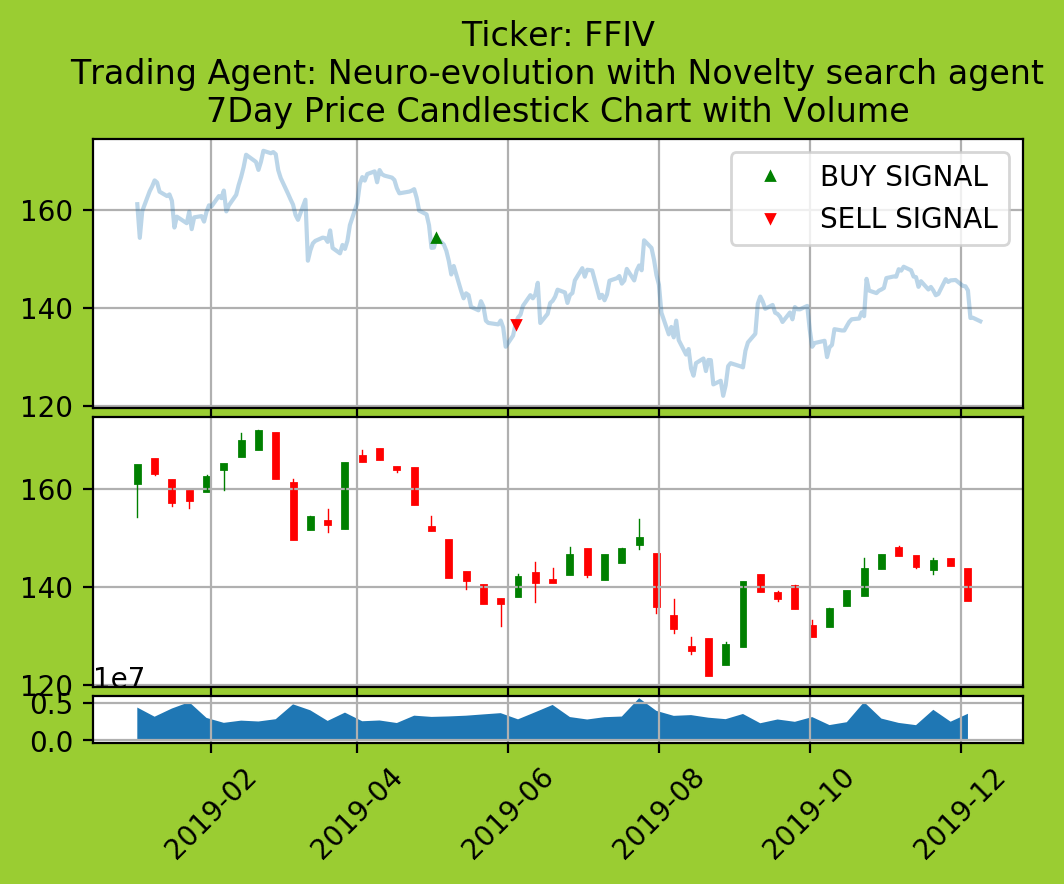 Ticker: FFIV
Trading Agent: Neuro-evolution with Novelty search agent
7Day Price Candlestick Chart with Volume
BUY SIGNAL
SELL SIGNAL
160
140
120
160
140
120
1e7
0.5
0.0
2019-02
2019-04
2019-06
2019-08
2019-10
2019-12